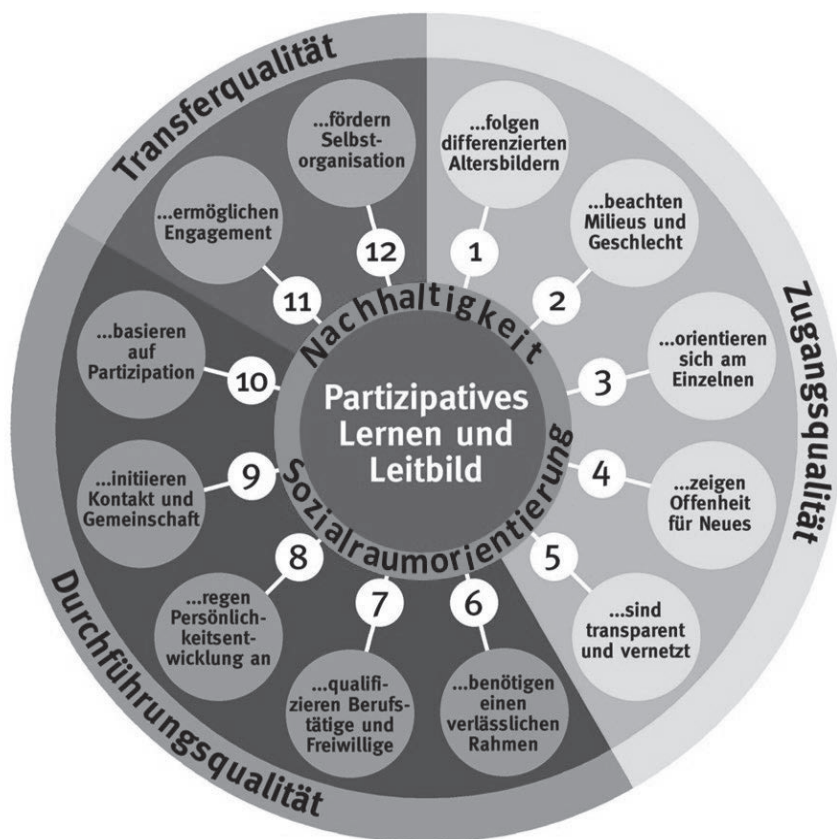 Transferqualität
Zugangsqualität
Durchführungsqualität
Nachhaltigkeit
Sozialraumorientierung
Partizipatives
Lernen und
Leitbild
1
...folgen
differenzierten
Altersbildern
2
...beachten
Milieus und
Geschlecht
3
...orientieren
sich am
Einzelnen
4
...zeigen
Offenheit
für Neues
5
...sind
transparent
und vernetzt
6
...benötigen
einen
verlässlichen
Rahmen
7
...qualifi-
zieren Berufs-
tätige und
Freiwillige
8
...regen
Persönlich-
keitsent-
wicklung an
9
...initiieren
Kontakt und
Gemeinschaft
10
...basieren
auf
Partizipation
11
...ermöglichen
Engagement
12
...fördern
Selbst-
organisation